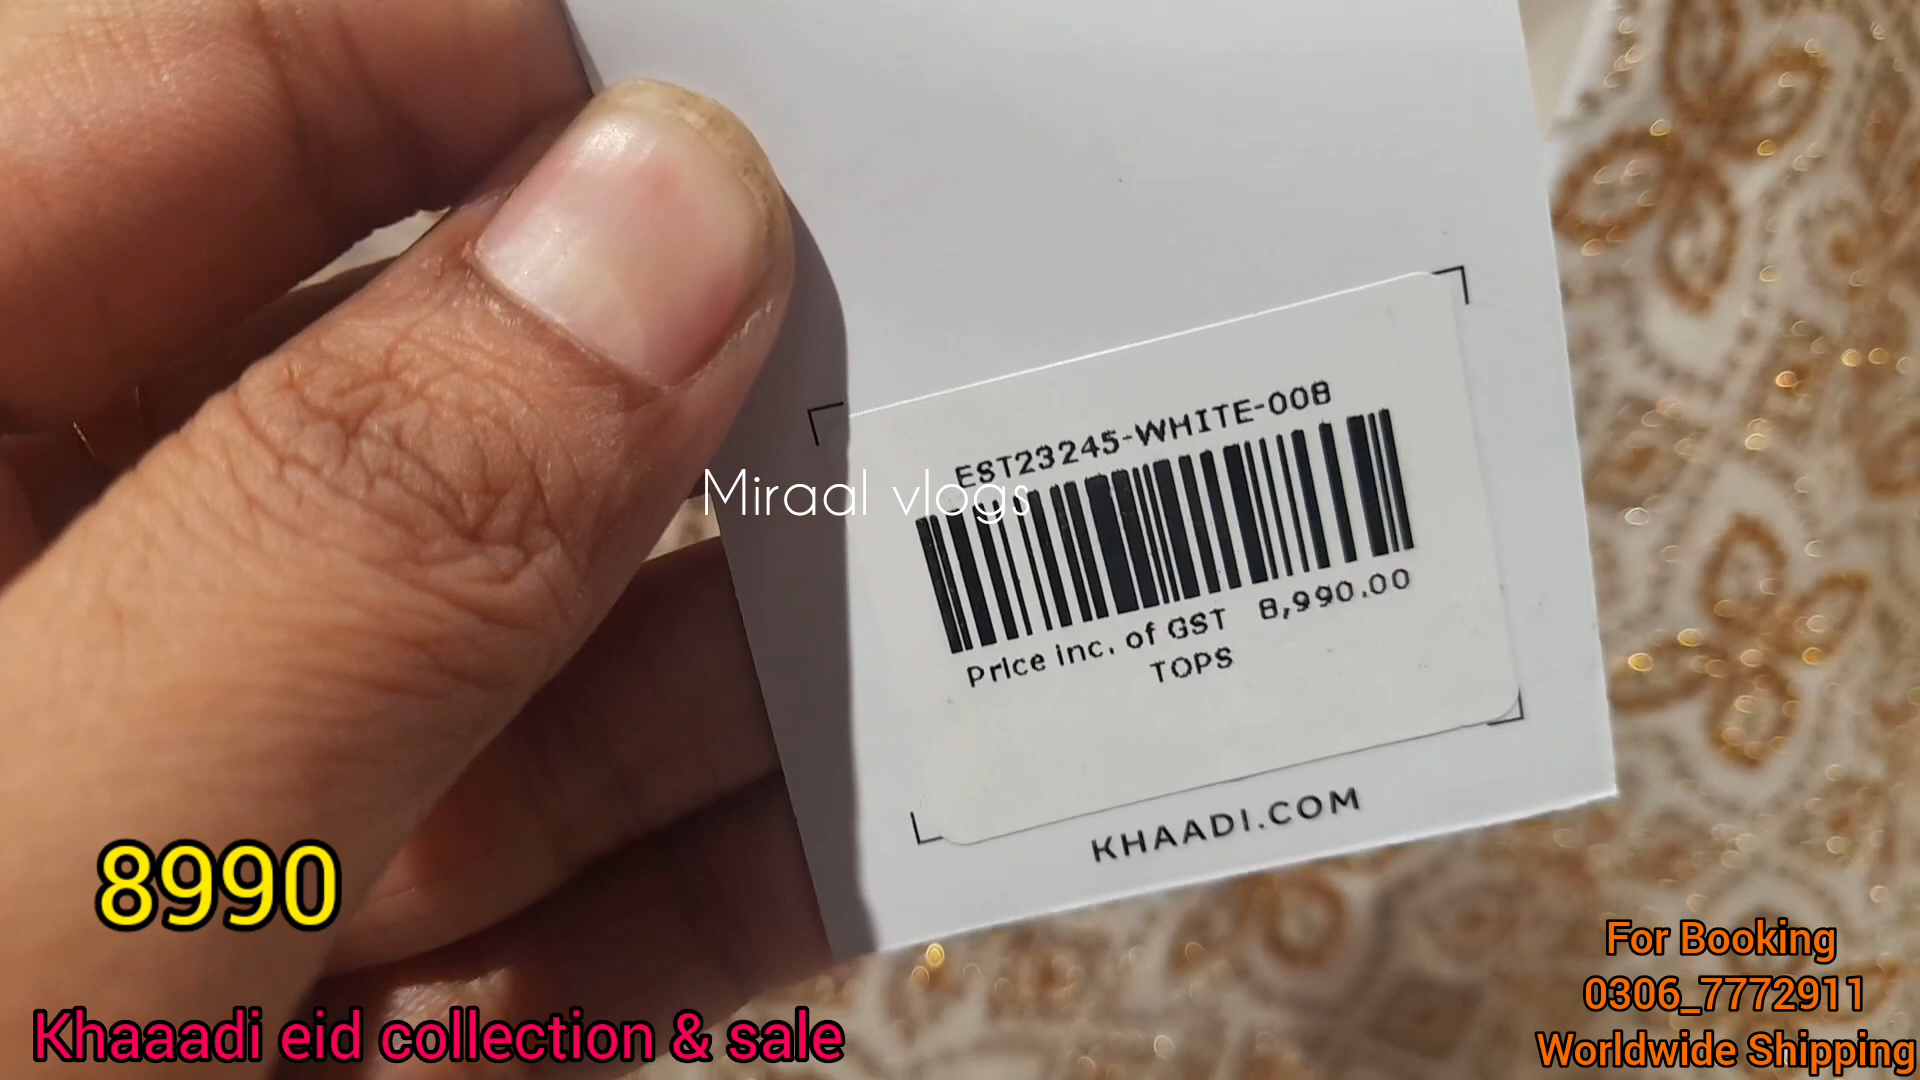 EST23245-WHITE-008
Miraal vlogs
Price inc. of GST 8,990.00
TOPS
KHAADI.COM
8990
Khaaadi eid collection & sale
For Booking
0306_7772911
Worldwide Shipping